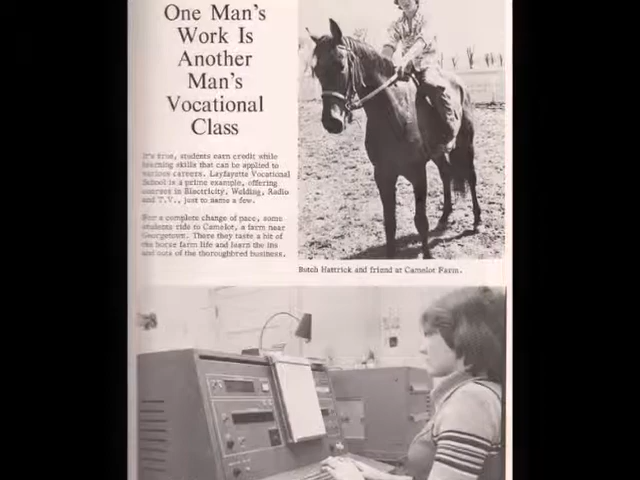 One Man's
Work Is
Another
Man's
Vocational
Class
It's true, students earn credit while
learning skills that can be applied to
various careers. Layfayette Vocational
School is a prime example, offering
courses in Electricity, Welding, Radio
and T.V., just to name a few.
For a complete change of pace, some
students ride to Camelot, a farm near
Georgetown. There they taste a bit of
the horse farm life and learn the ins
and outs of the thoroughbred business.
Butch Hattrick and friend at Camelot Farm.